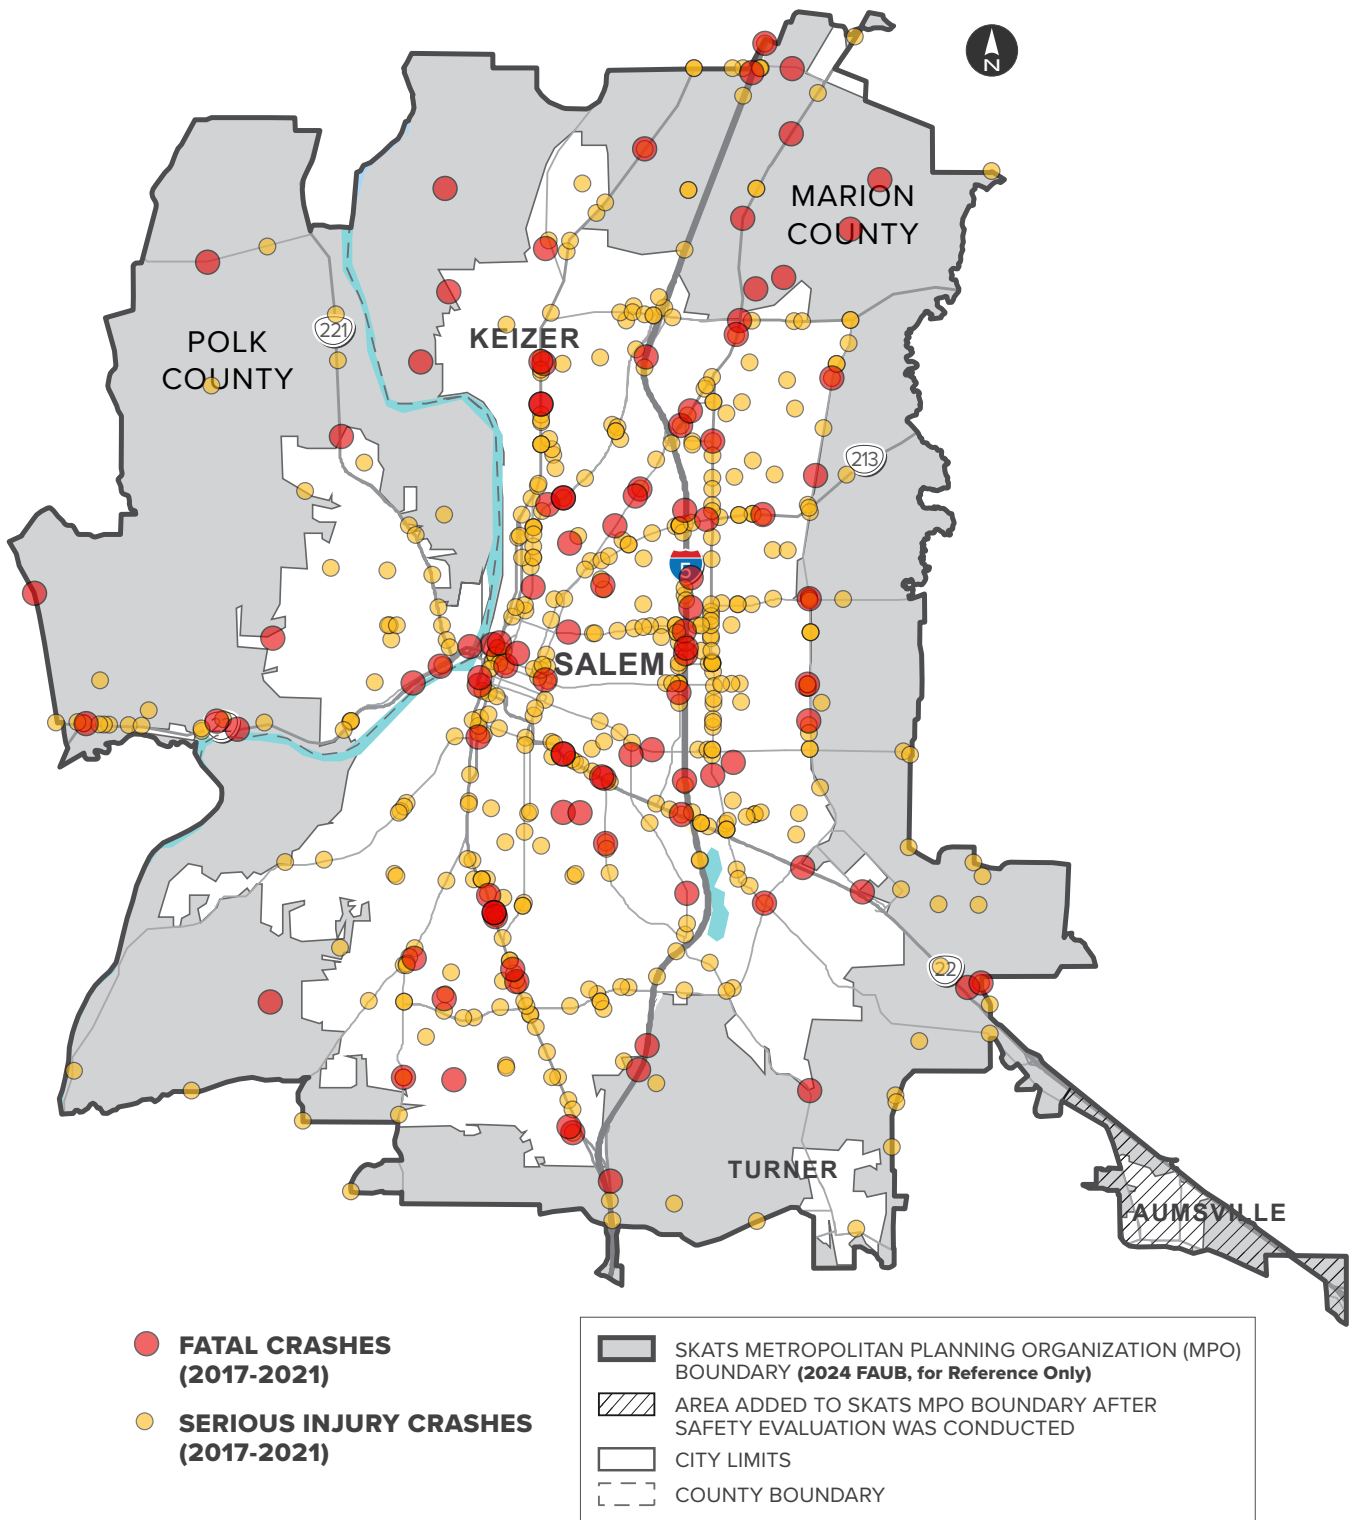 N
MARION
COUNTY
221
KEIZER
POLK
COUNTY
213
5
SALEM
22
TURNER
AUMSVILLE
FATAL CRASHES
(2017-2021)
SERIOUS INJURY CRASHES
(2017-2021)
SKATS METROPOLITAN PLANNING ORGANIZATION (MPO)
BOUNDARY (2024 FAUB, for Reference Only)
AREA ADDED TO SKATS MPO BOUNDARY AFTER
SAFETY EVALUATION WAS CONDUCTED
CITY LIMITS
COUNTY BOUNDARY